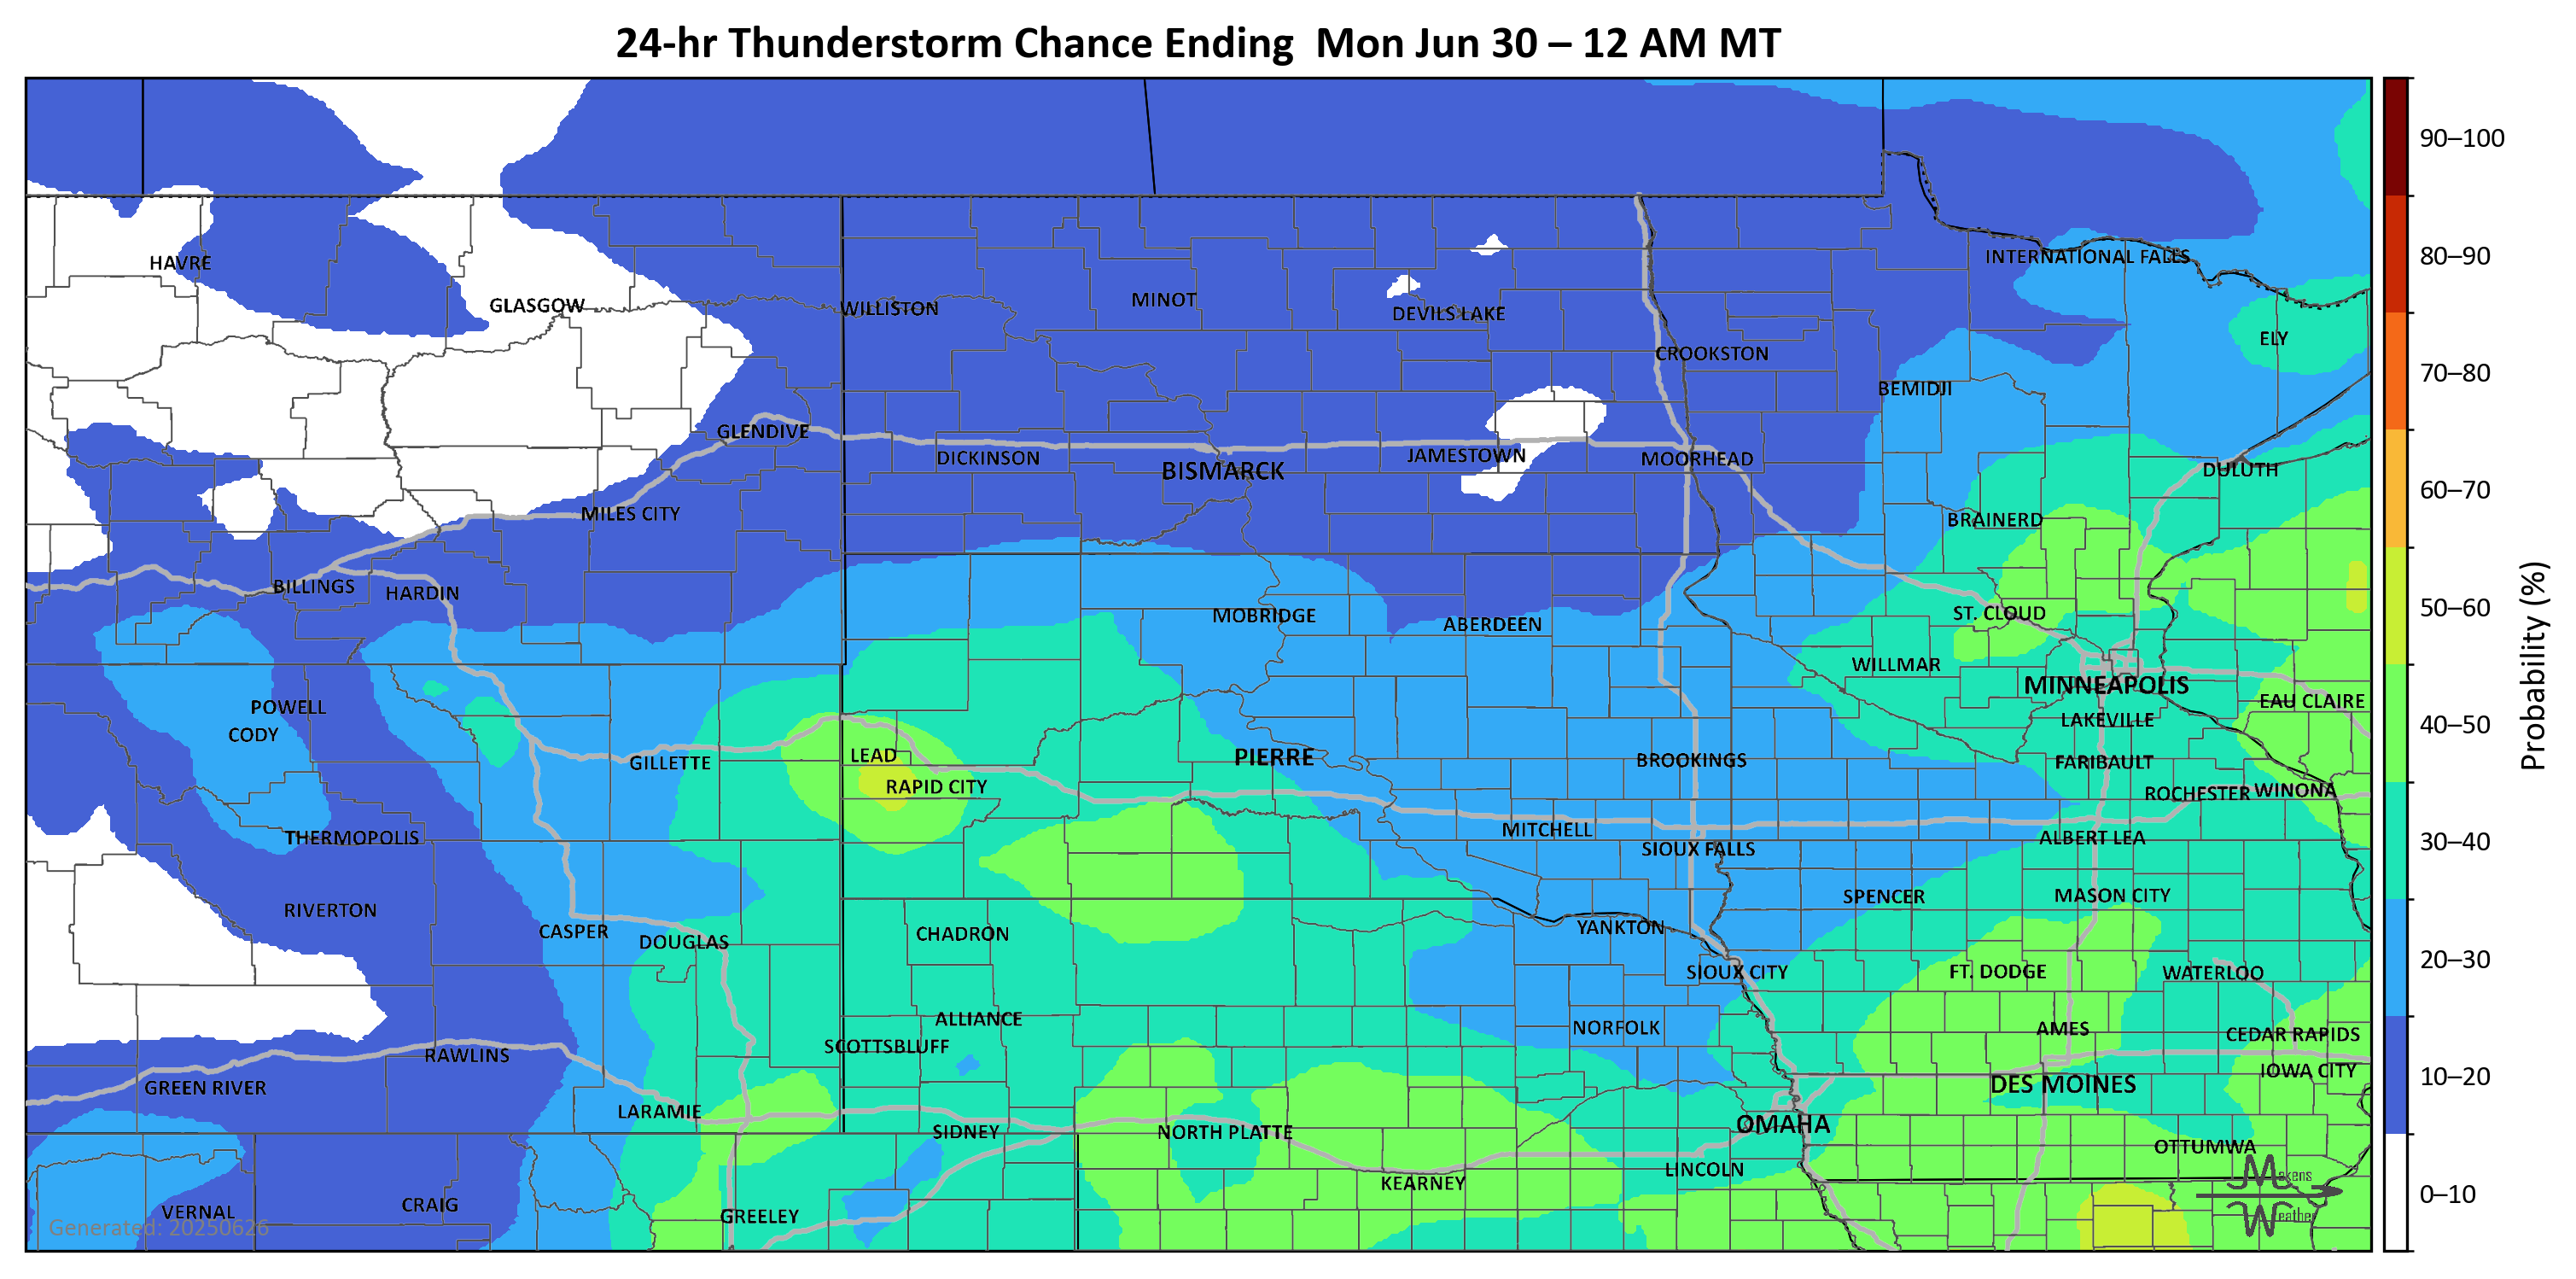 24-hr Thunderstorm Chance Ending  Mon Jun 30 – 12 AM MT
90–100
80–90
70–80
60–70
50–60
40–50
30–40
20–30
10–20
0–10
Probability (%)
HAVRE
GLASGOW
WILLISTON
MINOT
DEVILS LAKE
INTERNATIONAL FALLS
ELY
CROOKSTON
BEMIDJI
GLENDIVE
DICKINSON
BISMARCK
JAMESTOWN
MOORHEAD
DULUTH
MILES CITY
BRAINERD
BILLINGS
HARDIN
MOBRIDGE
ABERDEEN
ST. CLOUD
WILLMAR
MINNEAPOLIS
EAU CLAIRE
POWELL
CODY
LAKEVILLE
GILLETTE
LEAD
RAPID CITY
PIERRE
BROOKINGS
FARIBAULT
ROCHESTER
WINONA
THERMOPOLIS
MITCHELL
SIOUX FALLS
ALBERT LEA
RIVERTON
CASPER
DOUGLAS
CHADRON
YANKTON
SPENCER
MASON CITY
SIOUX CITY
FT. DODGE
WATERLOO
ALLIANCE
SCOTTSBLUFF
NORFOLK
AMES
CEDAR RAPIDS
RAWLINS
GREEN RIVER
LARAMIE
SIDNEY
NORTH PLATTE
OMAHA
DES MOINES
IOWA CITY
OTTUMWA
LINCOLN
KEARNEY
VERNAL
CRAIG
GREELEY
Generated: 20250626
Makens
Weather